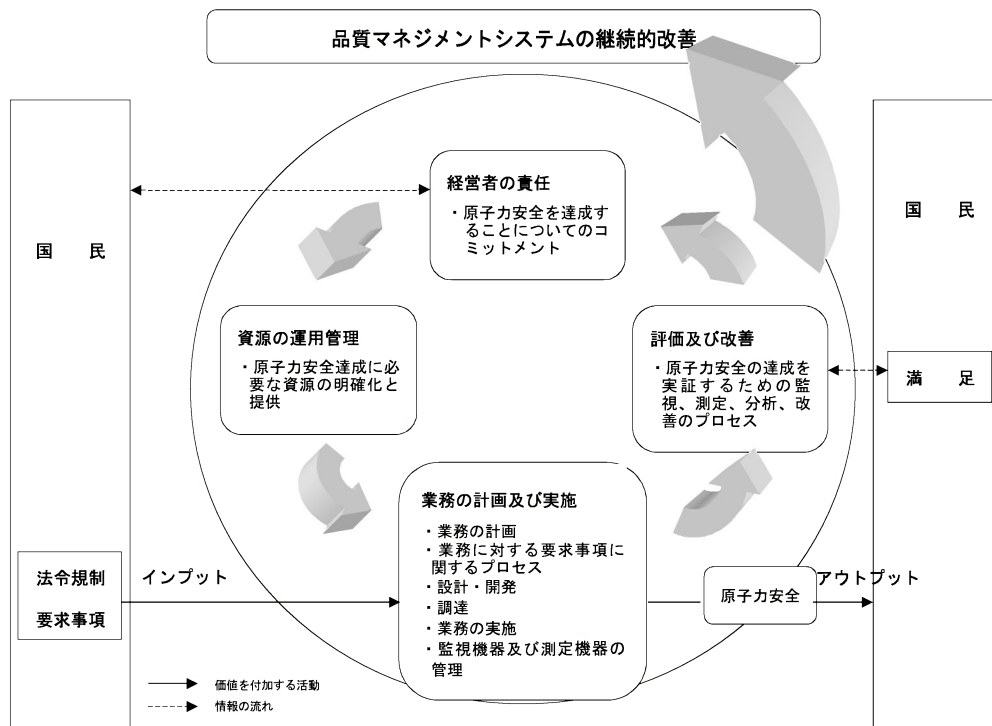 品質マネジメントシステムの継続的改善
国　　民
経営者の責任
・原子力安全を達成す
ることについてのコ
ミットメント
国　　民
資源の運用管理
・原子力安全達成に必
要な資源の明確化と
提供
評価及び改善
・原子力安全の達成を
実証するための監
視、測定、分析、改
善のプロセス
満　　足
業務の計画及び実施
・業務の計画
・業務に対する要求事項に
関するプロセス
・設計・開発
・調達
・業務の実施
・監視機器及び測定機器の
管理
法令規制
要求事項
インプット
原子力安全
アウトプット
価値を付加する活動
情報の流れ